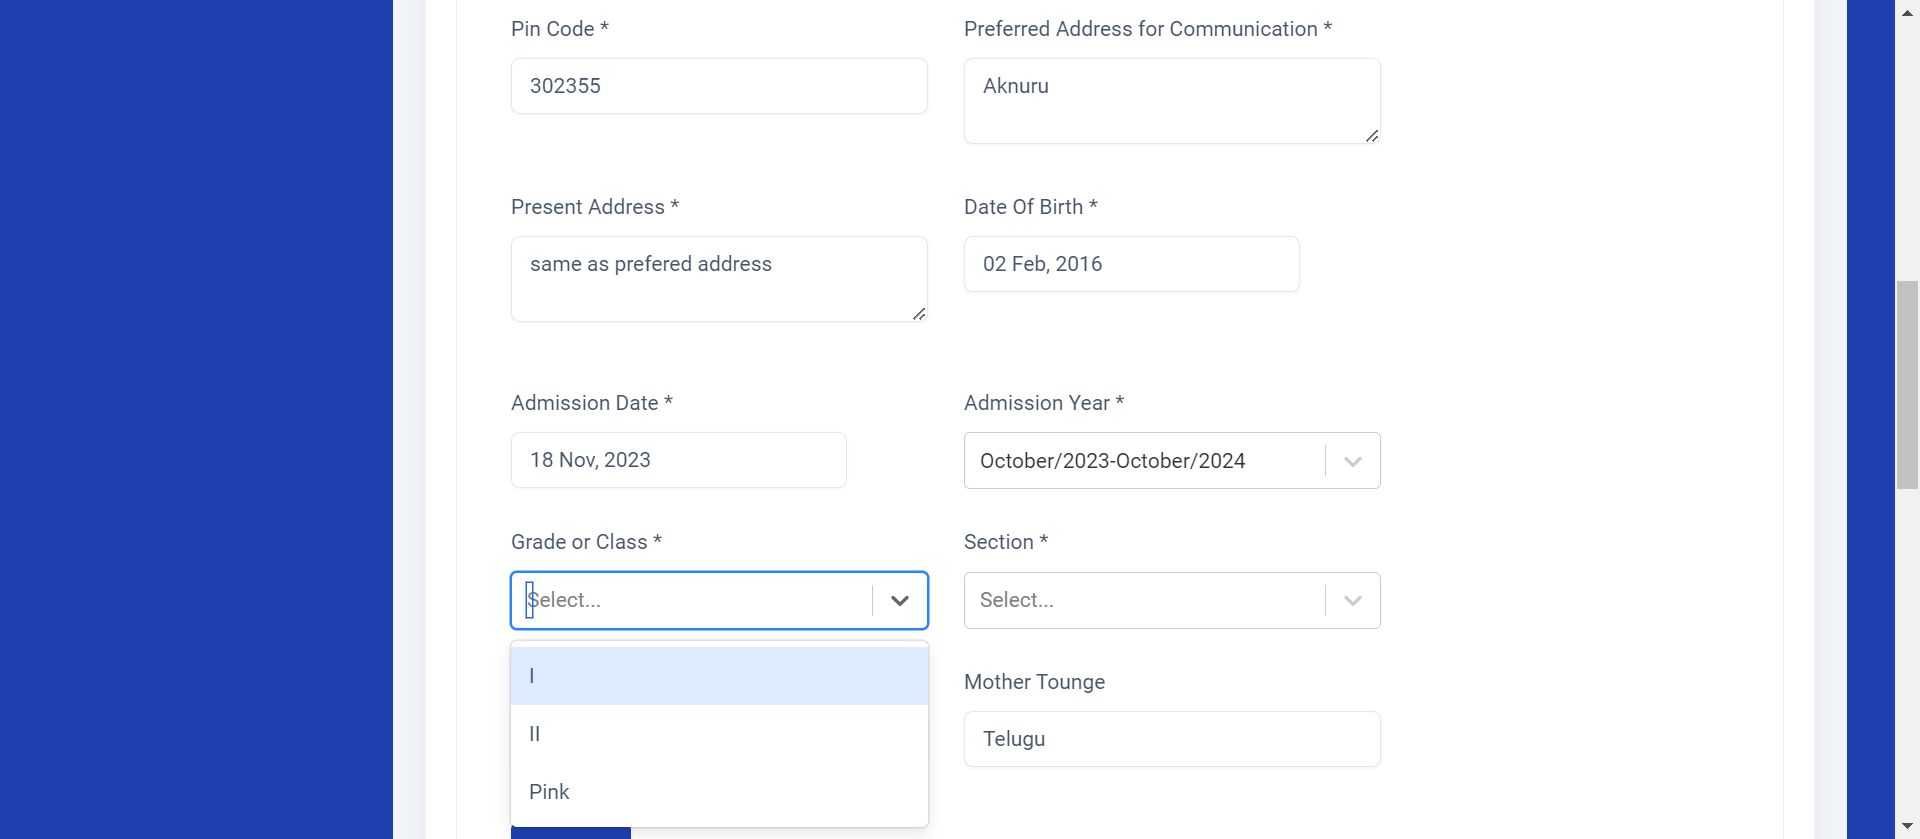 Pin Code *
Preferred Address for Communication *
302355
Aknuru
Present Address *
Date Of Birth *
same as prefered address
02 Feb, 2016
Admission Date *
Admission Year *
18 Nov, 2023
October/2023-October/2024
Grade or Class *
Section *
Select...
Select...
I
II
Pink
Mother Tounge
Telugu